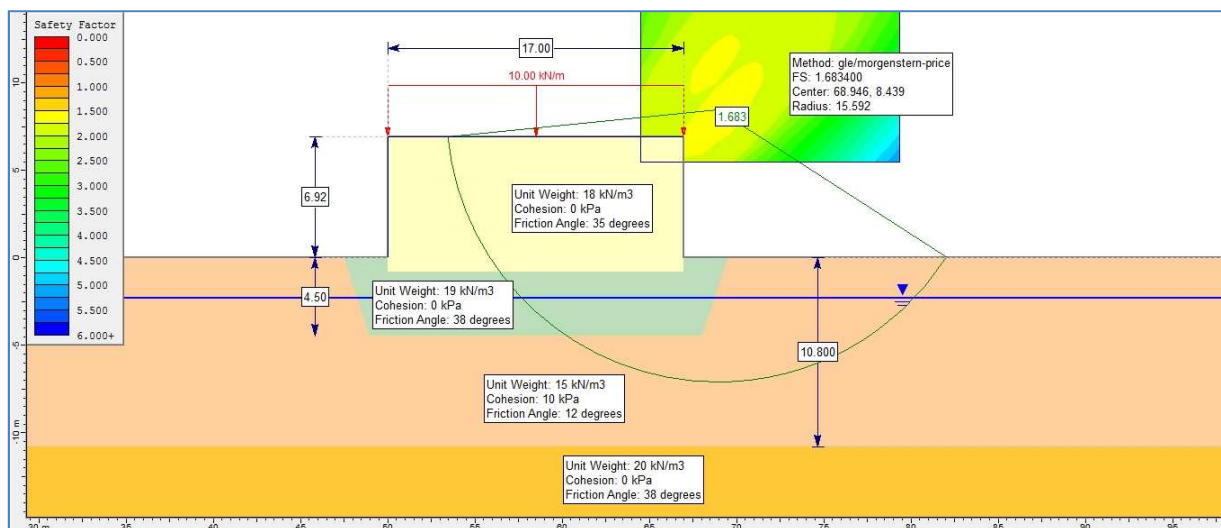 Safety Factor
0.000
0.500
1.000
1.500
2.000
2.500
3.000
3.500
4.000
4.500
5.000
5.500
6.000+
17.00
10.00 kN/m
Method: gle/morgenstern-price
FS: 1.683400
Center: 68.946, 8.439
Radius: 15.592
1.683
6.92
Unit Weight: 18 kN/m3
Cohesion: 0 kPa
Friction Angle: 35 degrees
4.50
Unit Weight: 19 kN/m3
Cohesion: 0 kPa
Friction Angle: 38 degrees
10.800
Unit Weight: 15 kN/m3
Cohesion: 10 kPa
Friction Angle: 12 degrees
Unit Weight: 20 kN/m3
Cohesion: 0 kPa
Friction Angle: 38 degrees
10
5
0
-5
-10 m
30 m
35
40
45
50
55
60
65
70
75
80
85
90
95